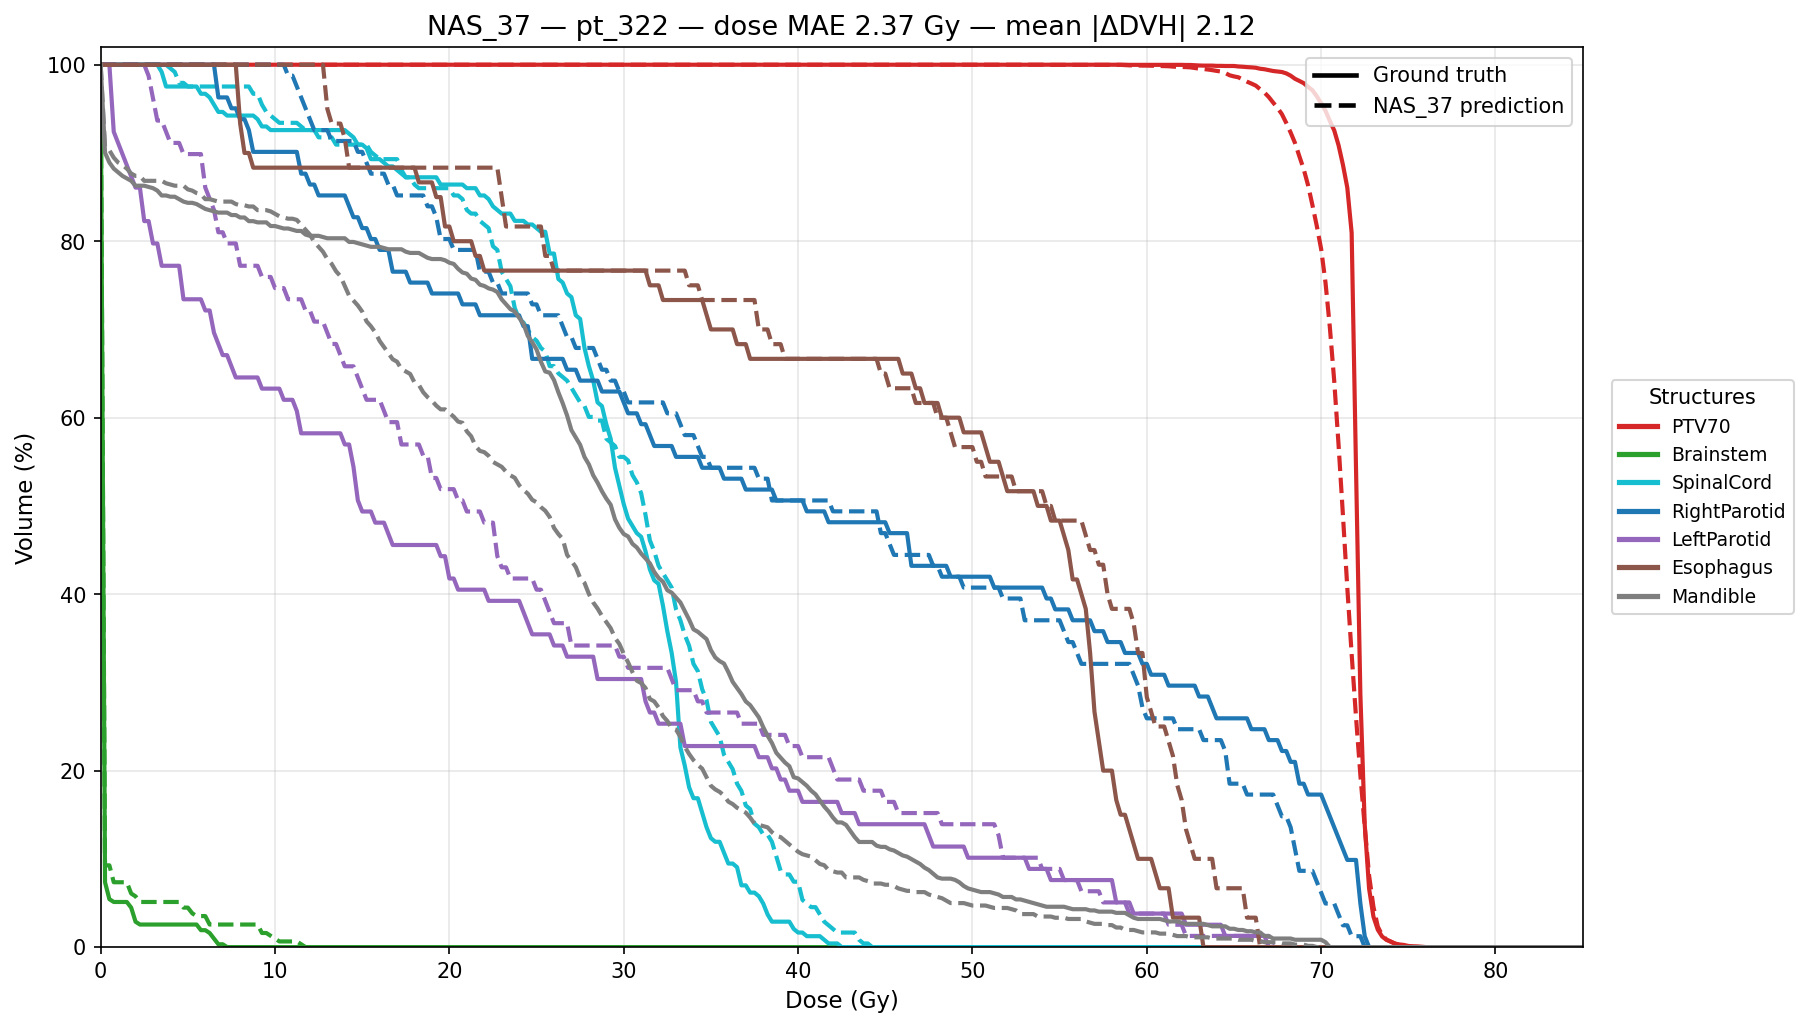 NAS_37 — pt_322 — dose MAE 2.37 Gy — mean |ΔDVH| 2.12
Ground truth
NAS_37 prediction
Volume (%)
100
80
60
40
20
0
0
10
20
30
40
50
60
70
80
Dose (Gy)
Structures
PTV70
Brainstem
SpinalCord
RightParotid
LeftParotid
Esophagus
Mandible